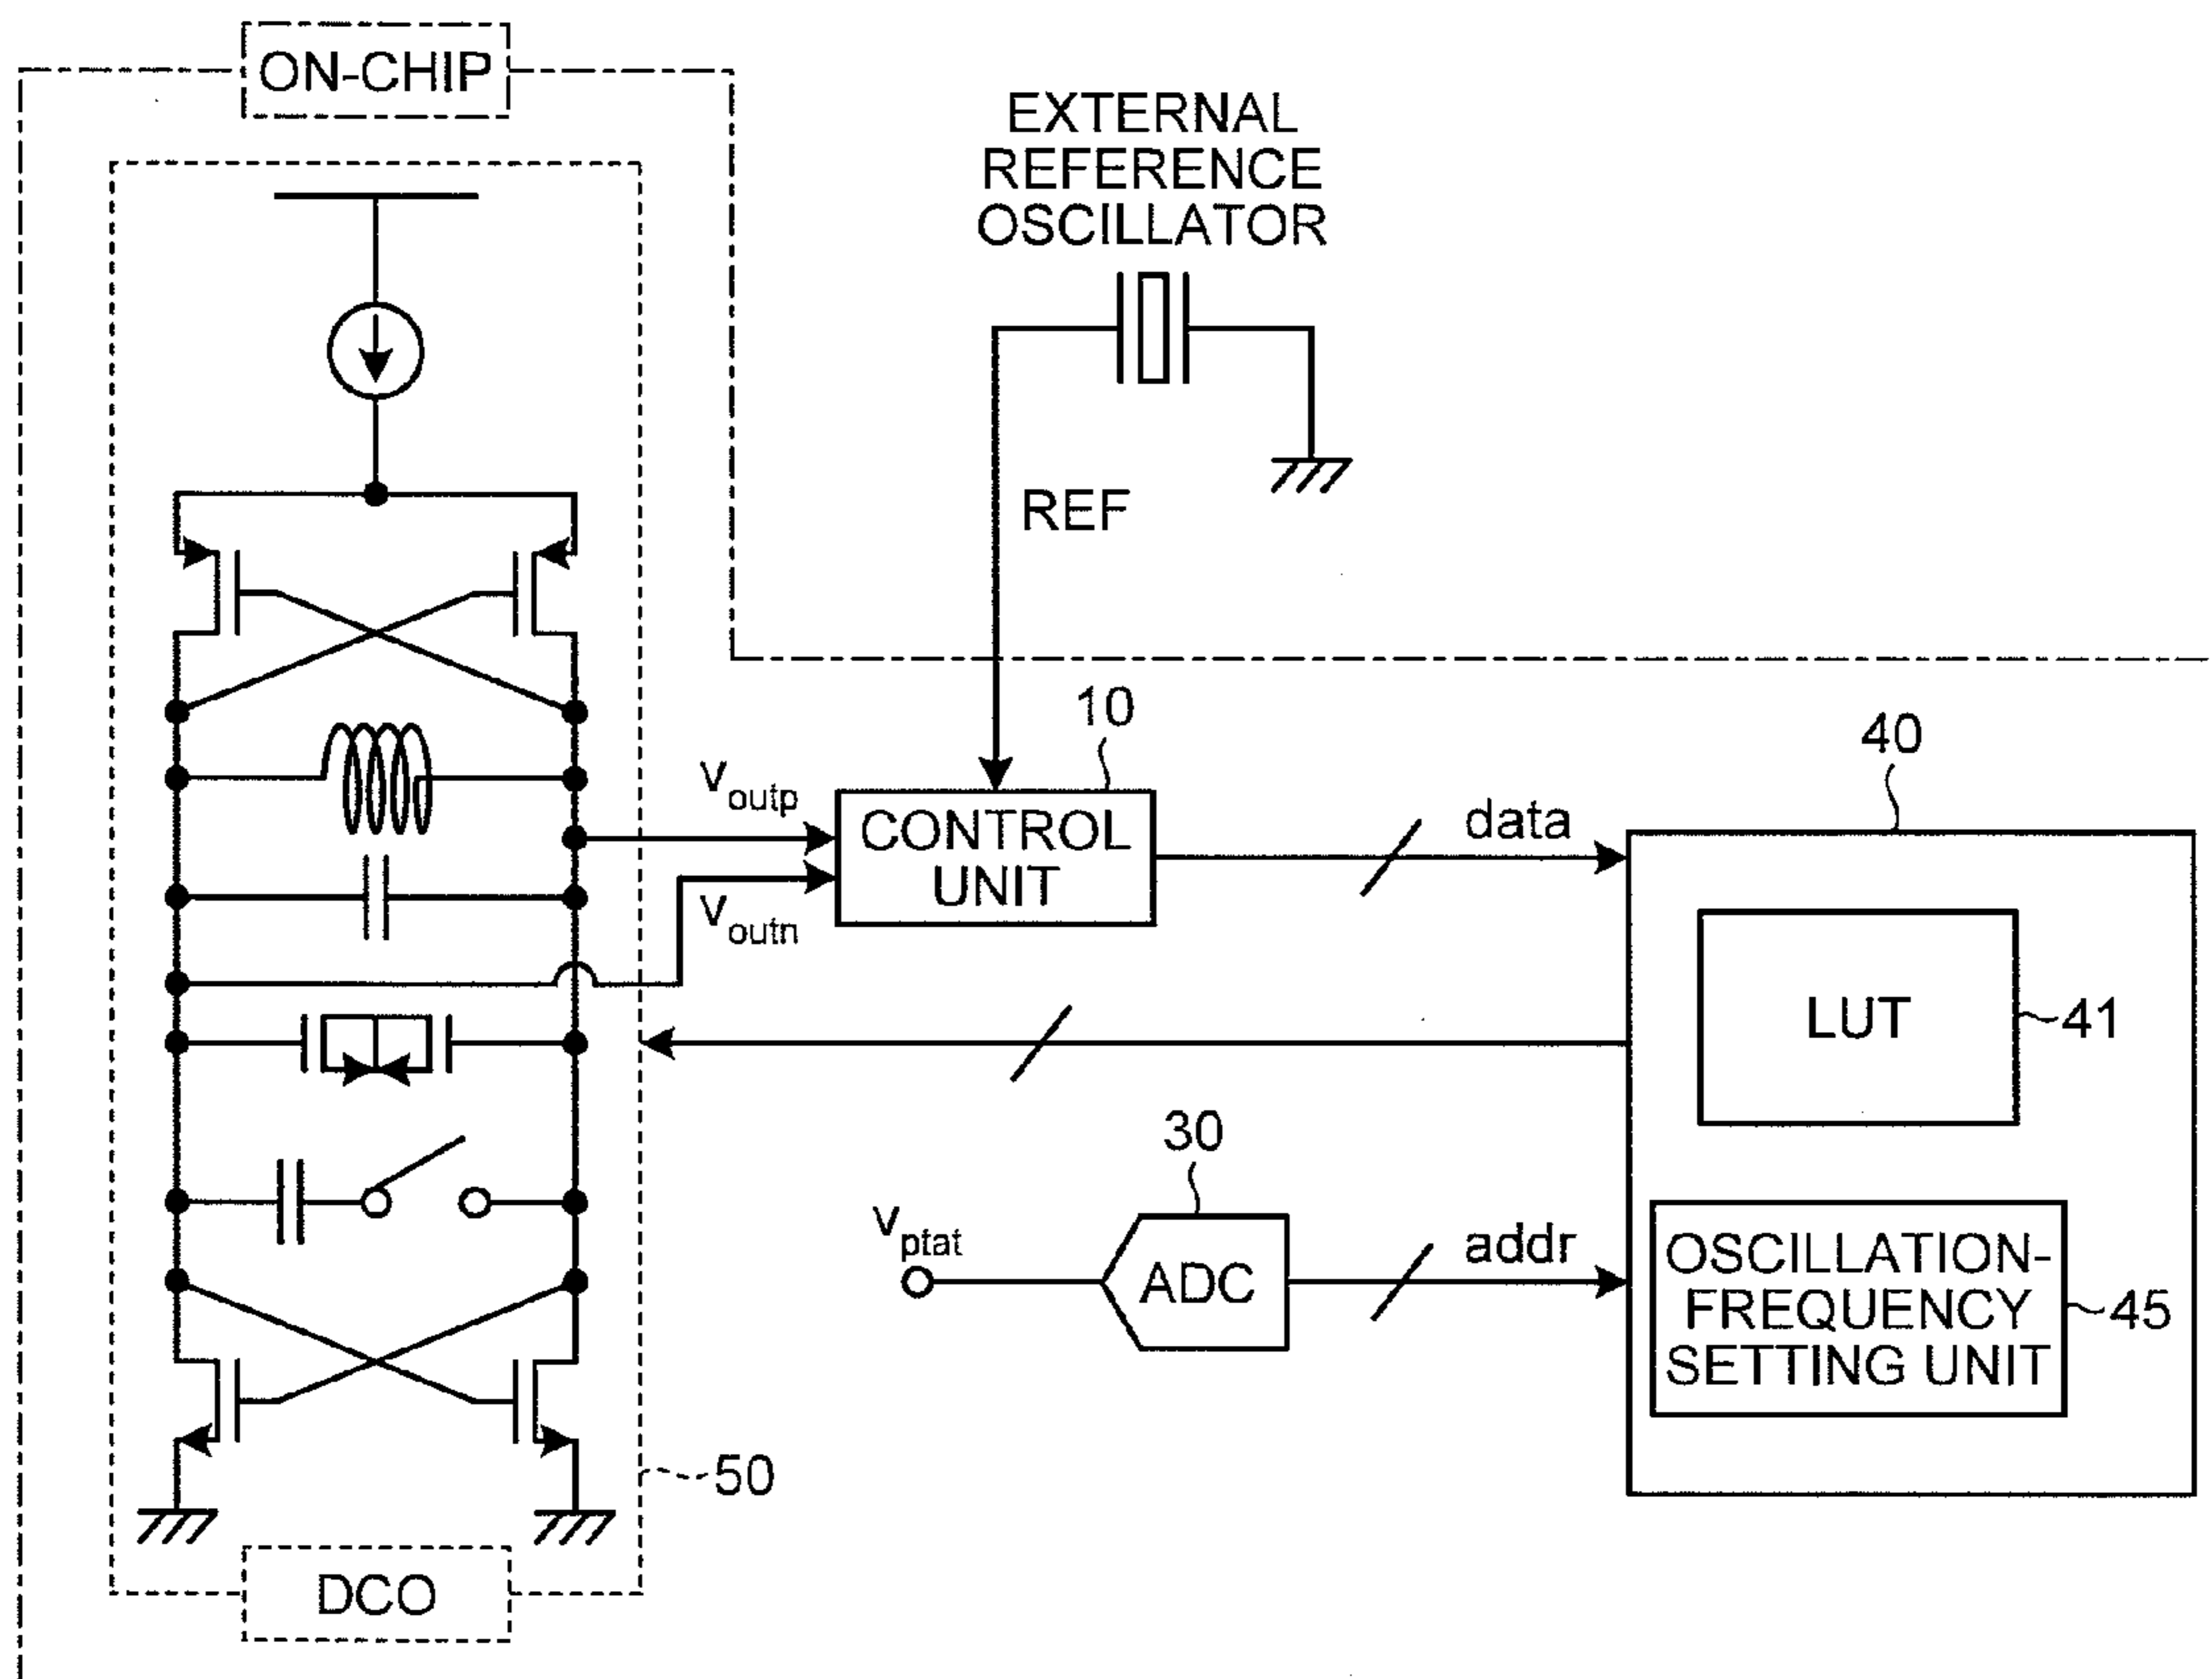 ON-CHIP
EXTERNAL
REFERENCE
OSCILLATOR
REF
10
40
Voutp
CONTROL
UNIT
data
Voutn
LUT
41
30
Vptat
ADC
addr
OSCILLATION-
FREQUENCY
SETTING UNIT
45
50
DCO